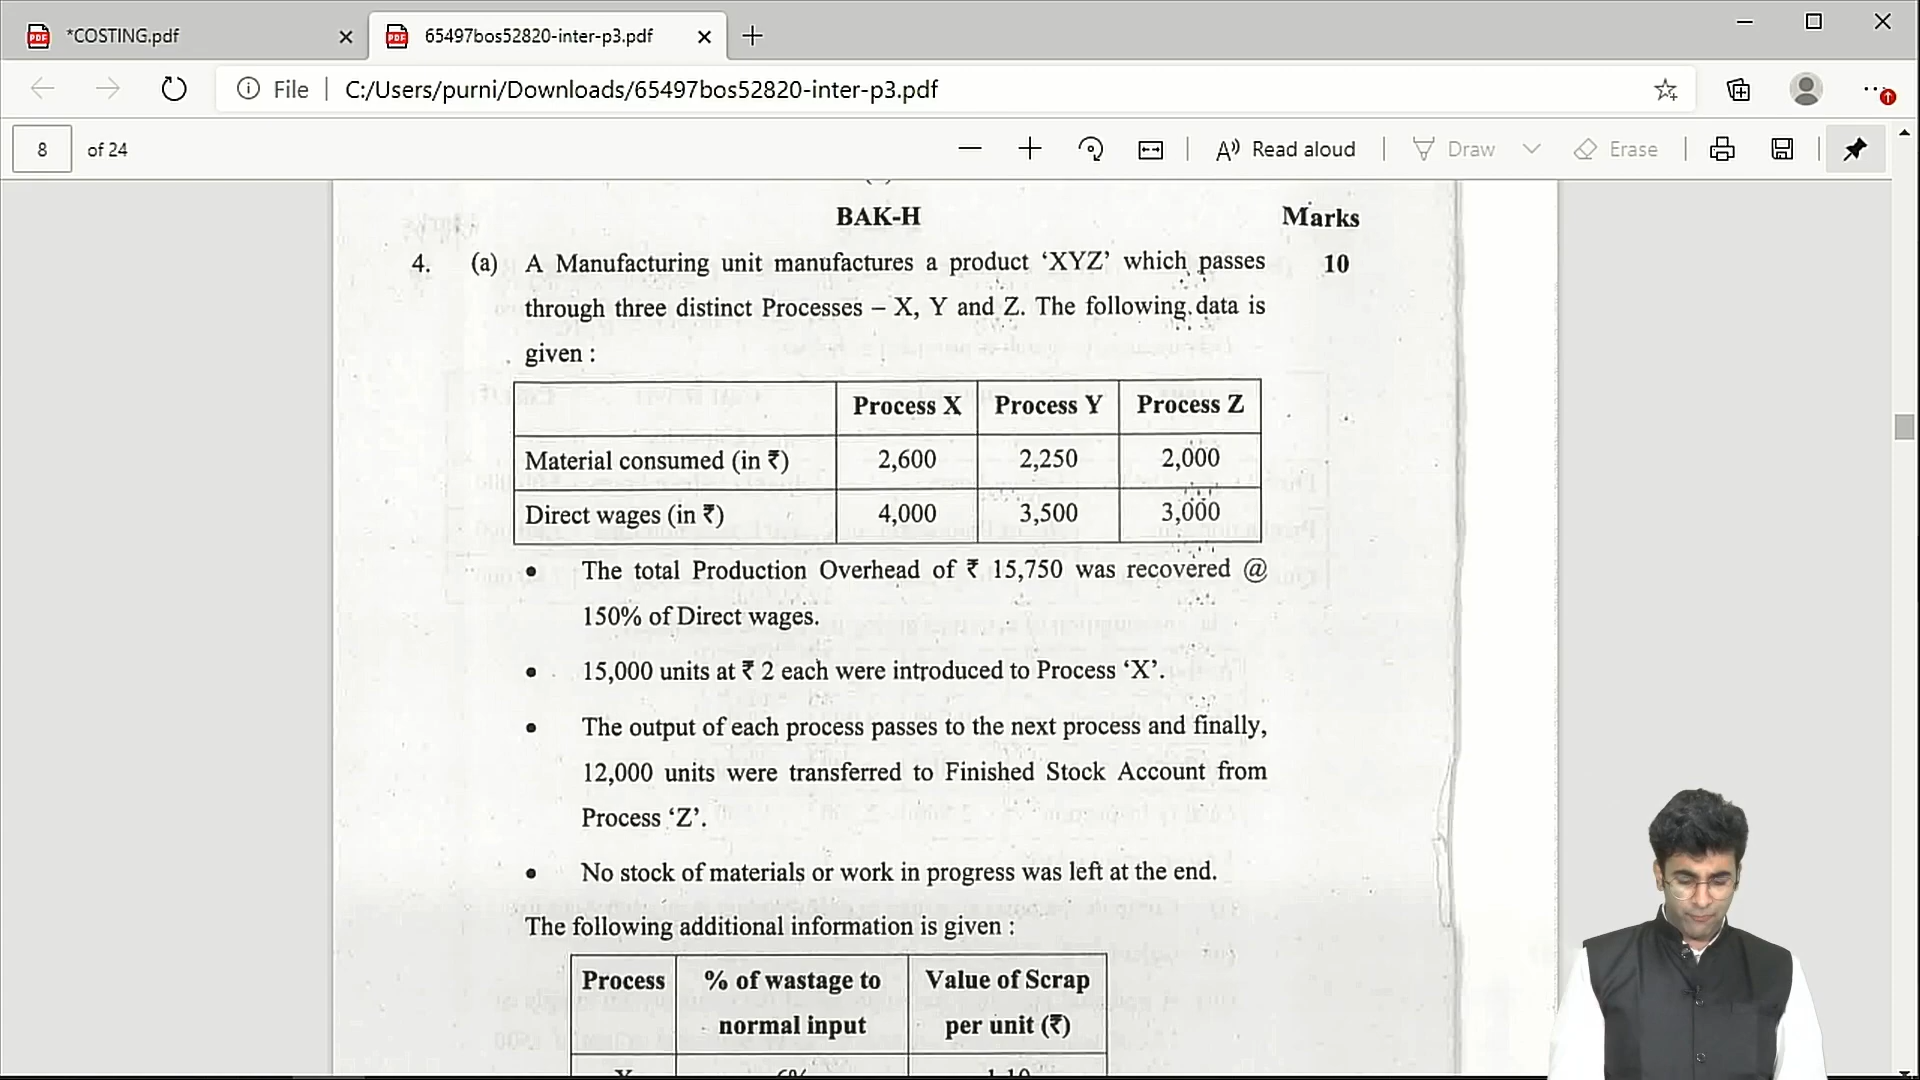 *COSTING.pdf
65497bos52820-inter-p3.pdf
File
C:/Users/purni/Downloads/65497bos52820-inter-p3.pdf
8 of 24
Read aloud
Draw
Erase
BAK-H Marks
4. (a) A Manufacturing unit manufactures a product ‘XYZ’ which passes 10
through three distinct Processes – X, Y and Z. The following data is
given :
Process X Process Y Process Z
Material consumed (in ₹) 2,600 2,250 2,000
Direct wages (in ₹) 4,000 3,500 3,000
• The total Production Overhead of ₹ 15,750 was recovered @
150% of Direct wages.
• 15,000 units at ₹ 2 each were introduced to Process ‘X’.
• The output of each process passes to the next process and finally,
12,000 units were transferred to Finished Stock Account from
Process ‘Z’.
• No stock of materials or work in progress was left at the end.
The following additional information is given :
Process % of wastage to Value of Scrap
normal input per unit (₹)